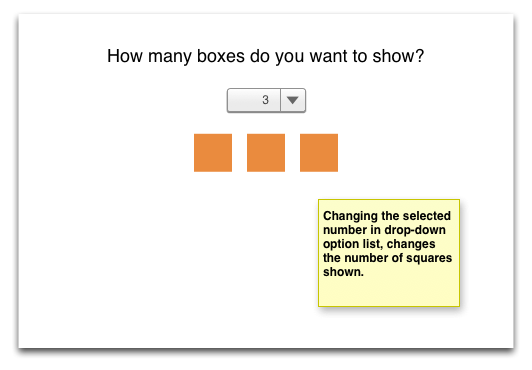 How many boxes do you want to show?
3
Changing the selected
number in drop-down
option list, changes
the number of squares
shown.